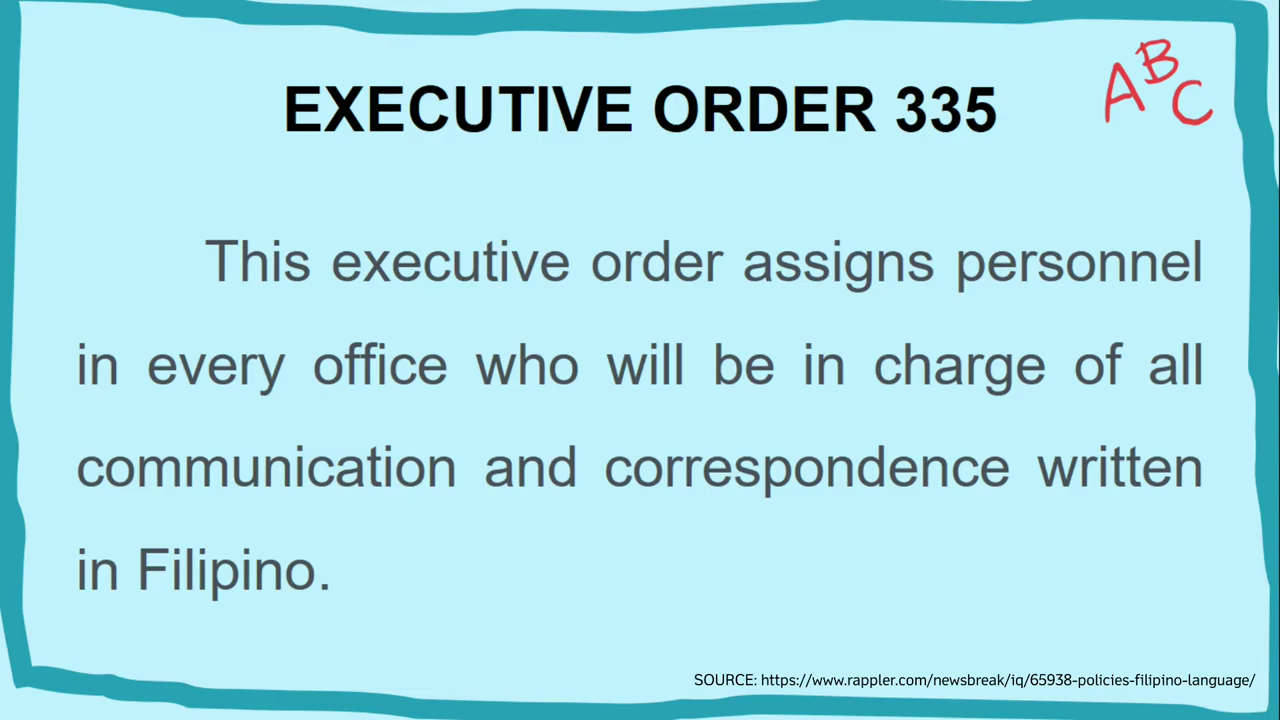 EXECUTIVE ORDER 335
ABC
This executive order assigns personnel
in every office who will be in charge of all
communication and correspondence written
in Filipino.
SOURCE: https://www.rappler.com/newsbreak/iq/65938-policies-filipino-language/